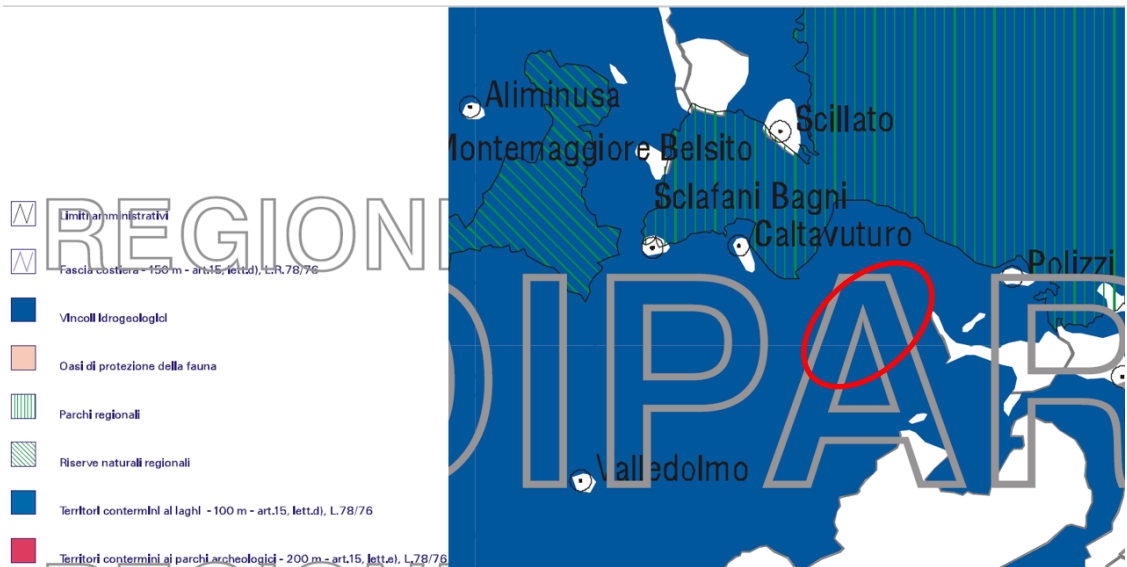 Limiti amministrativi
Fascia costiera - 150 m - art.15, lett.d), L.R.78/76
Vincoli Idrogeologici
Oasi di protezione della fauna
Parchi regionali
Riserve naturali regionali
Territori contermini ai laghi - 100 m - art.15, lett.d), L.78/76
Territori contermini ai parchi archeologici - 200 m - art.15, lett.e), L.78/76
REGION
DIPAR
Aliminusa
Scillato
Montemaggiore Belsito
Sclafani Bagni
Caltavuturo
Polizzi
Valledolmo